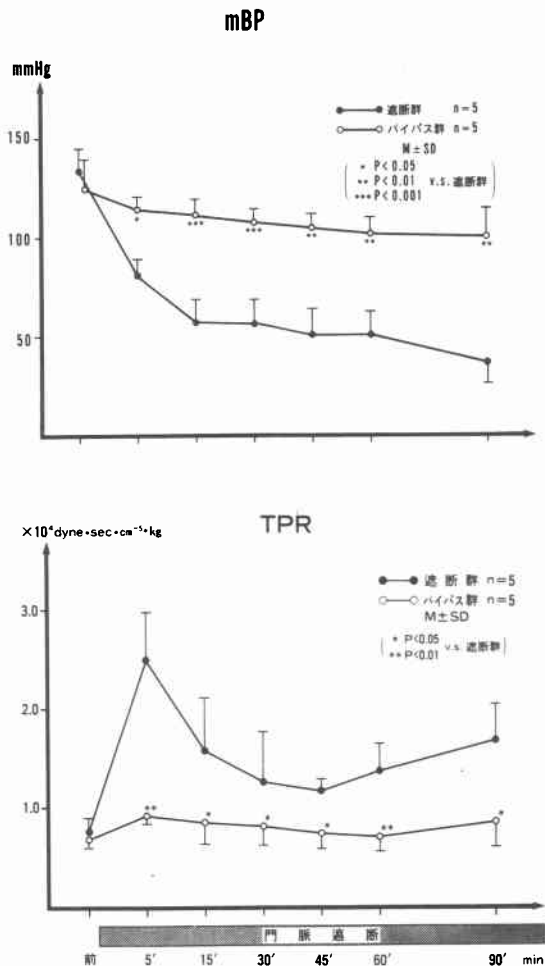 mBP
mmHg
遮断群 n=5
バイパス群 n=5
M±SD
* P<0.05
** P<0.01 v.s.遮断群
*** P<0.001
150
100
50
* *** *** ** ** **
TPR
×10⁴dyne・sec・cm⁻⁵・kg
遮断群 n=5
バイパス群 n=5
M±SD
* P<0.05
** P<0.01 v.s.遮断群
3.0
2.0
1.0
** * * * ** *
門脈遮断
前 5′ 15′ 30′ 45′ 60′ 90′ min